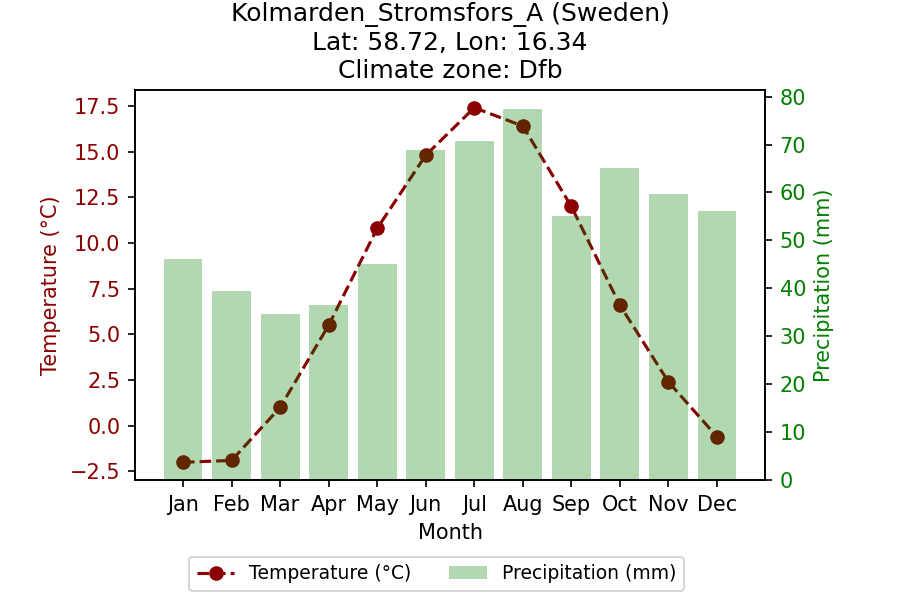 Kolmarden_Stromsfors_A (Sweden)
Lat: 58.72, Lon: 16.34
Climate zone: Dfb
Temperature (°C)
17.5
15.0
12.5
10.0
7.5
5.0
2.5
0.0
−2.5
80
70
60
50
40
30
20
10
0
Precipitation (mm)
Jan Feb Mar Apr May Jun Jul Aug Sep Oct Nov Dec
Month
Temperature (°C) Precipitation (mm)